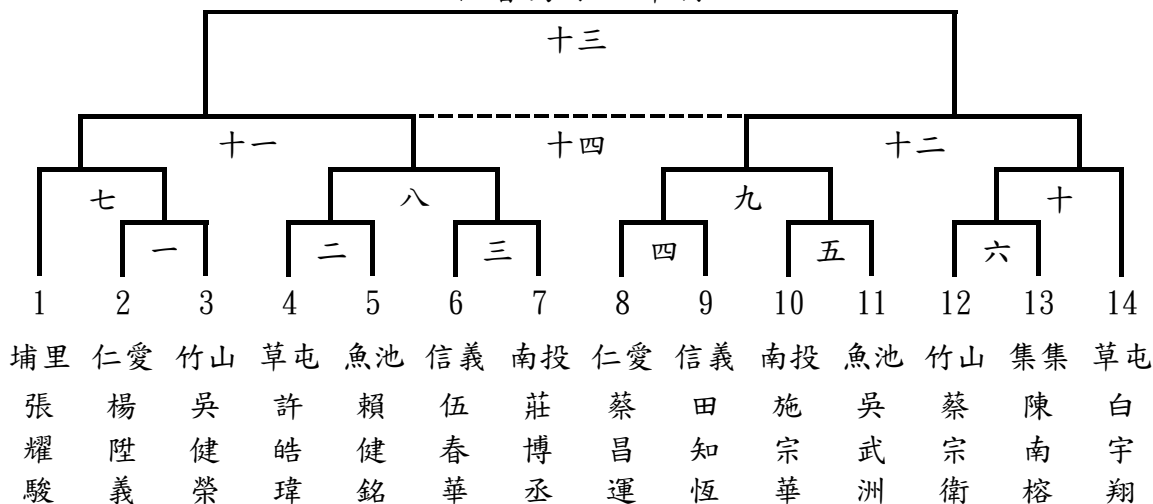 十三
十一 十四 十二
七 八 九 十
一 二 三 四 五 六
1 2 3 4 5 6 7 8 9 10 11 12 13 14
埔里 仁愛 竹山 草屯 魚池 信義 南投 仁愛 信義 南投 魚池 竹山 集集 草屯
張 楊 吳 許 賴 伍 莊 蔡 田 施 吳 蔡 陳 白
耀 陞 健 皓 健 春 博 昌 知 宗 武 宗 南 宇
駿 義 榮 瑋 銘 華 丞 運 恆 華 洲 衛 榕 翔